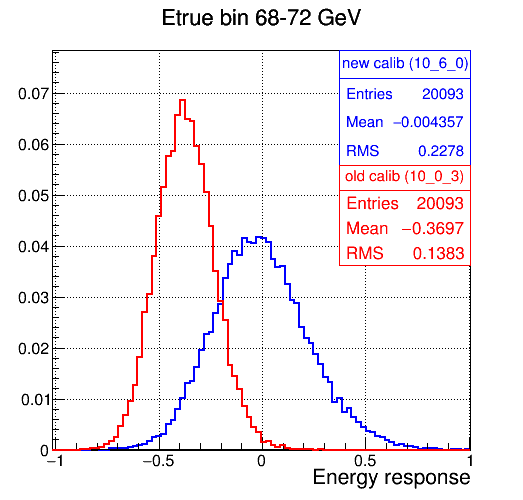 Etrue bin 68-72 GeV
new calib (10_6_0)
Entries 20093
Mean −0.004357
RMS 0.2278
old calib (10_0_3)
Entries 20093
Mean −0.3697
RMS 0.1383
0.07
0.06
0.05
0.04
0.03
0.02
0.01
0
−1 −0.5 0 0.5 1
Energy response